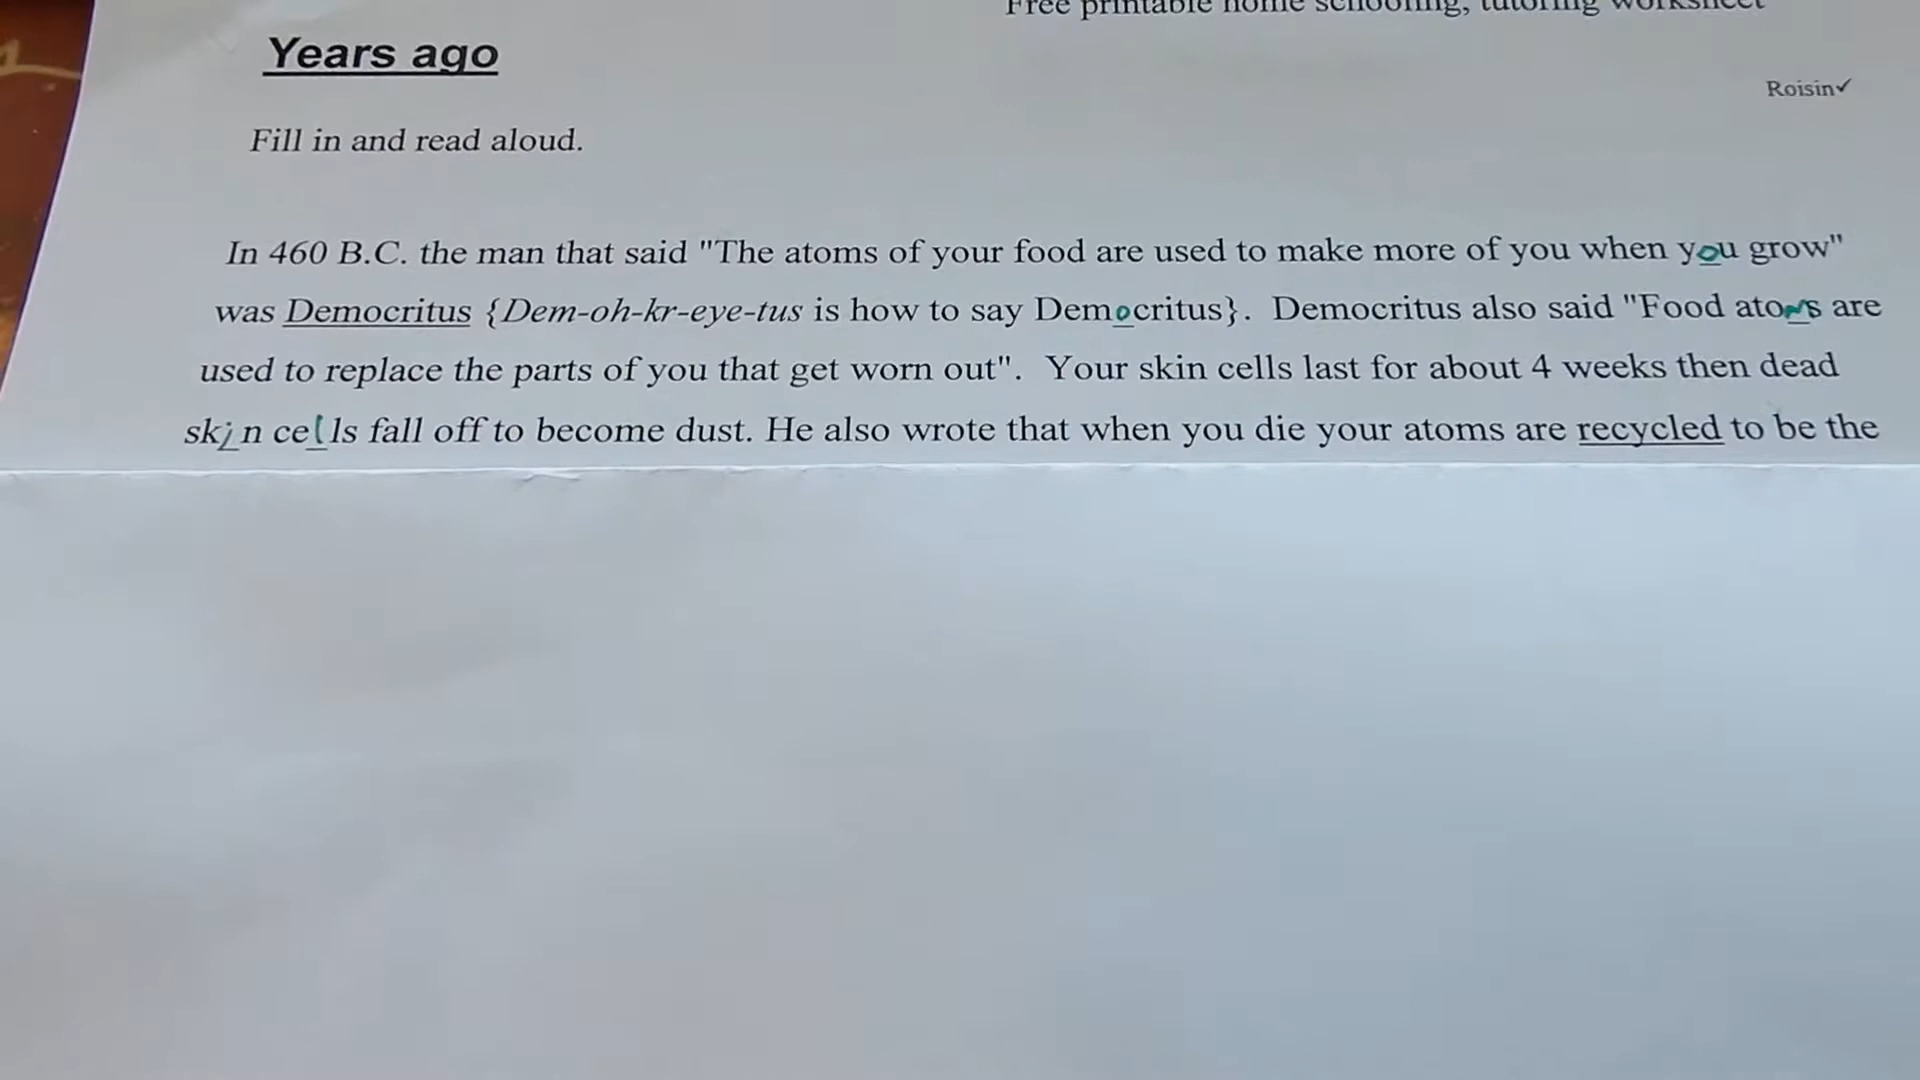 Free printable home schooling, tutoring worksheet
Years ago
Roisin✓
Fill in and read aloud.
In 460 B.C. the man that said "The atoms of your food are used to make more of you when you grow"
was Democritus {Dem-oh-kr-eye-tus is how to say Democritus}. Democritus also said "Food atoms are
used to replace the parts of you that get worn out". Your skin cells last for about 4 weeks then dead
skin cells fall off to become dust. He also wrote that when you die your atoms are recycled to be the